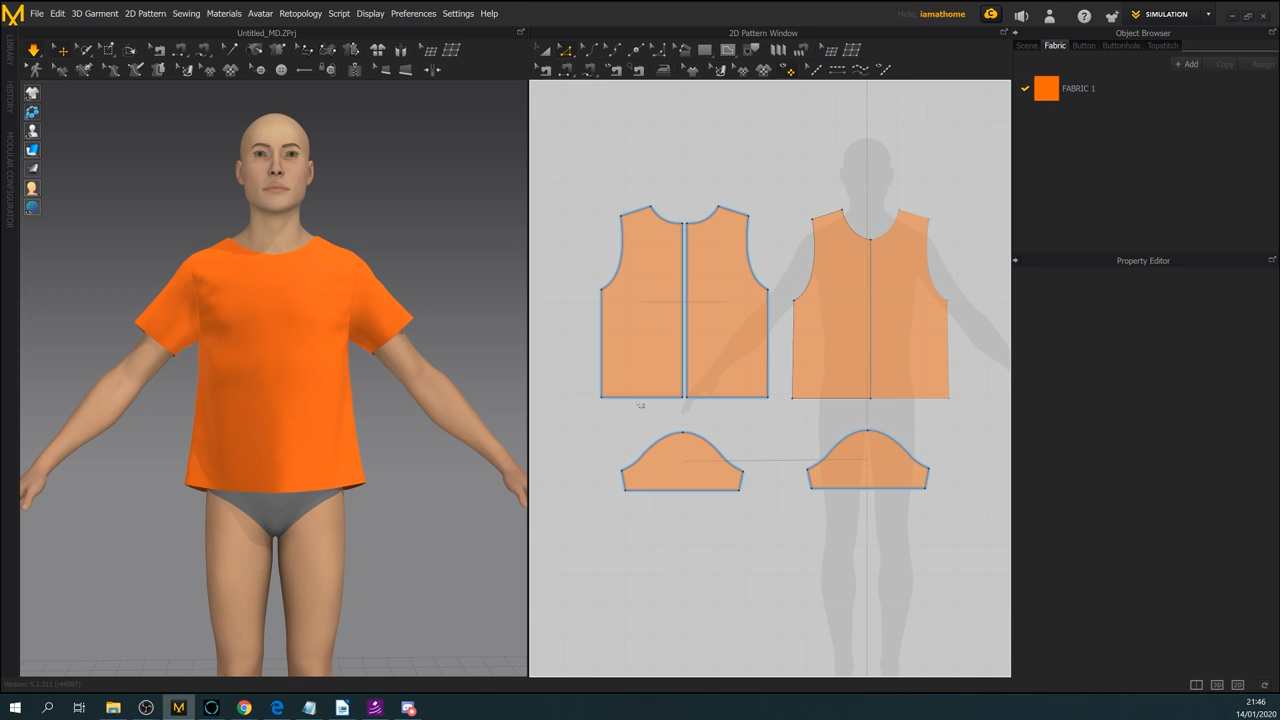 File Edit 3D Garment 2D Pattern Sewing Materials Avatar Retopology Script Display Preferences Settings Help
Hello, iamathome
SIMULATION
Untitled_MD.ZPrj
2D Pattern Window
Object Browser
Scene Fabric Button Buttonhole Topstitch
+ Add Copy Assign
FABRIC 1
LIBRARY
HISTORY
MODULAR CONFIGURATOR
Property Editor
21:46
14/01/2020